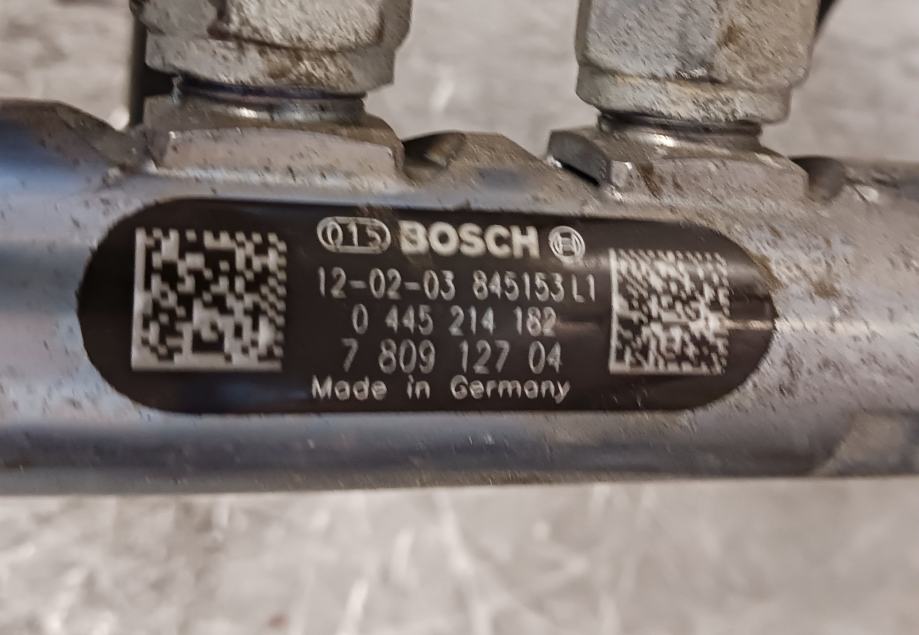 015 BOSCH
12-02-03 845153 L1
0 445 214 182
7 809 127 04
Made in Germany